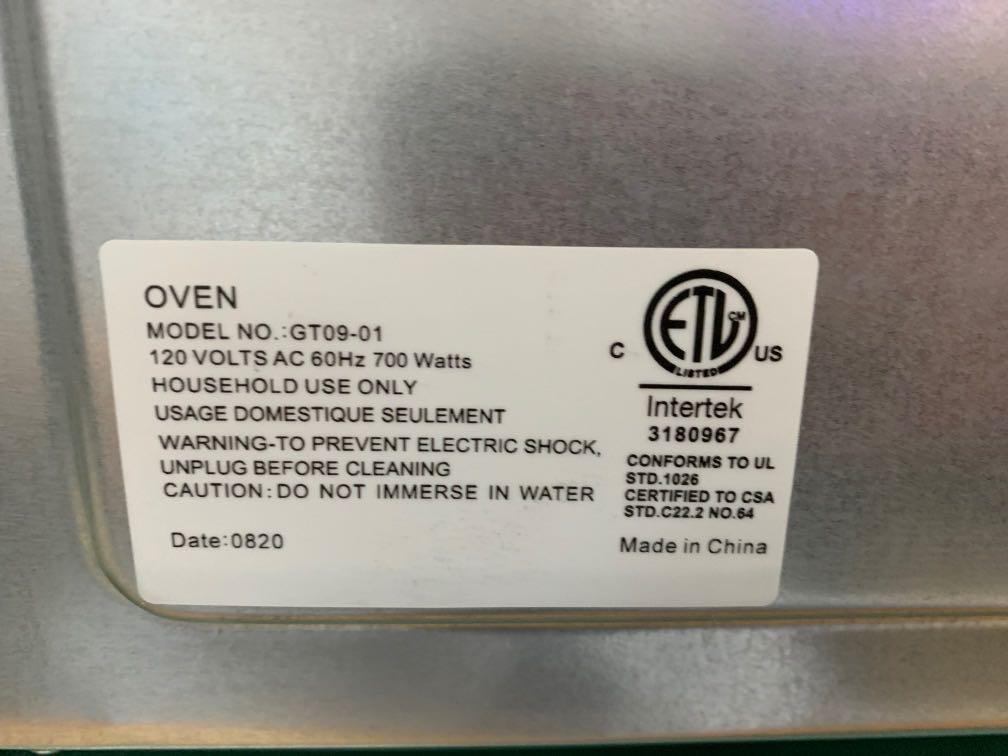 OVEN
MODEL NO.:GT09-01
120 VOLTS AC 60Hz 700 Watts
HOUSEHOLD USE ONLY
USAGE DOMESTIQUE SEULEMENT
WARNING-TO PREVENT ELECTRIC SHOCK,
UNPLUG BEFORE CLEANING
CAUTION:DO NOT IMMERSE IN WATER
Date:0820
ETL CM
C US
LISTED
Intertek
3180967
CONFORMS TO UL
STD.1026
CERTIFIED TO CSA
STD.C22.2 NO.64
Made in China